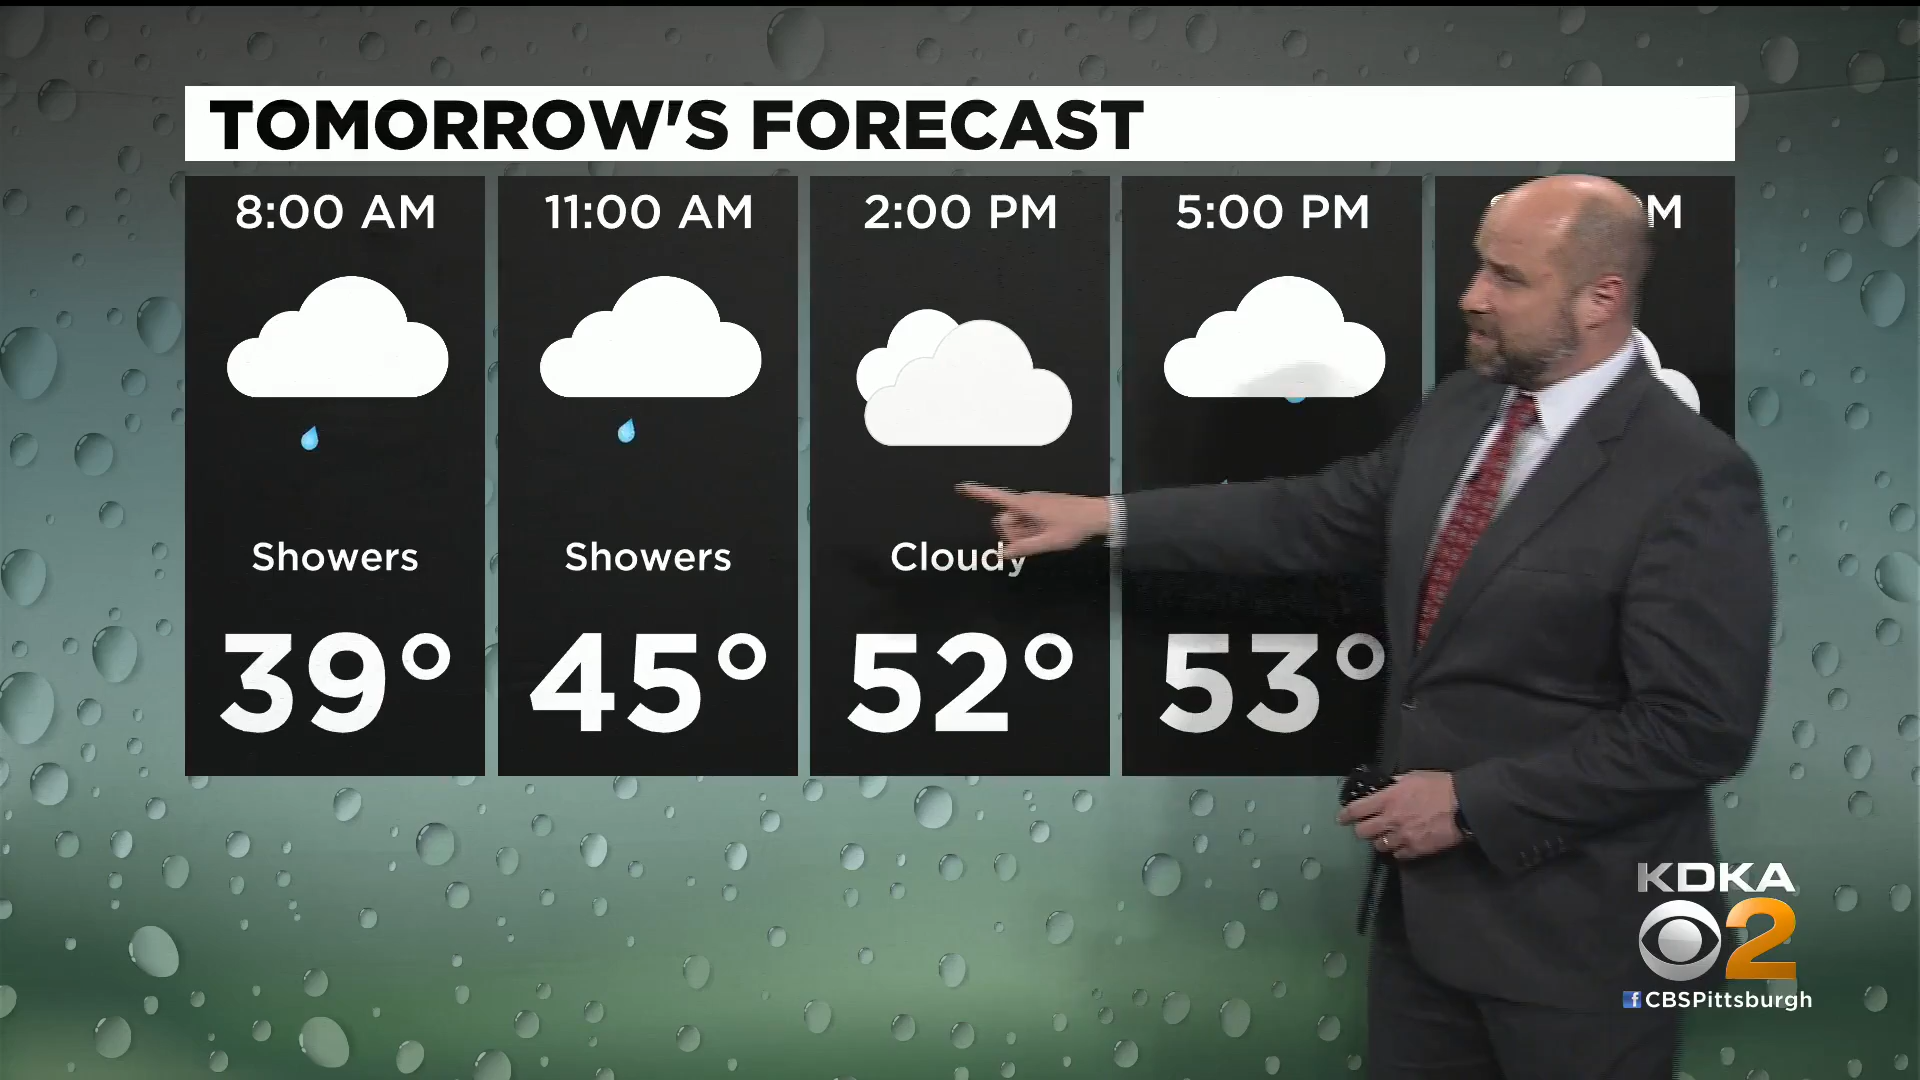 TOMORROW'S FORECAST
8:00 AM
11:00 AM
2:00 PM
5:00 PM
Showers
Showers
Cloudy
39°
45°
52°
53°
KDKA
2
f CBSPittsburgh